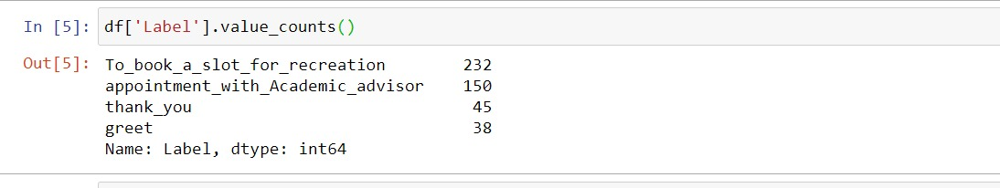 In [5]: df['Label'].value_counts()
Out[5]: To_book_a_slot_for_recreation 232
appointment_with_Academic_advisor 150
thank_you 45
greet 38
Name: Label, dtype: int64